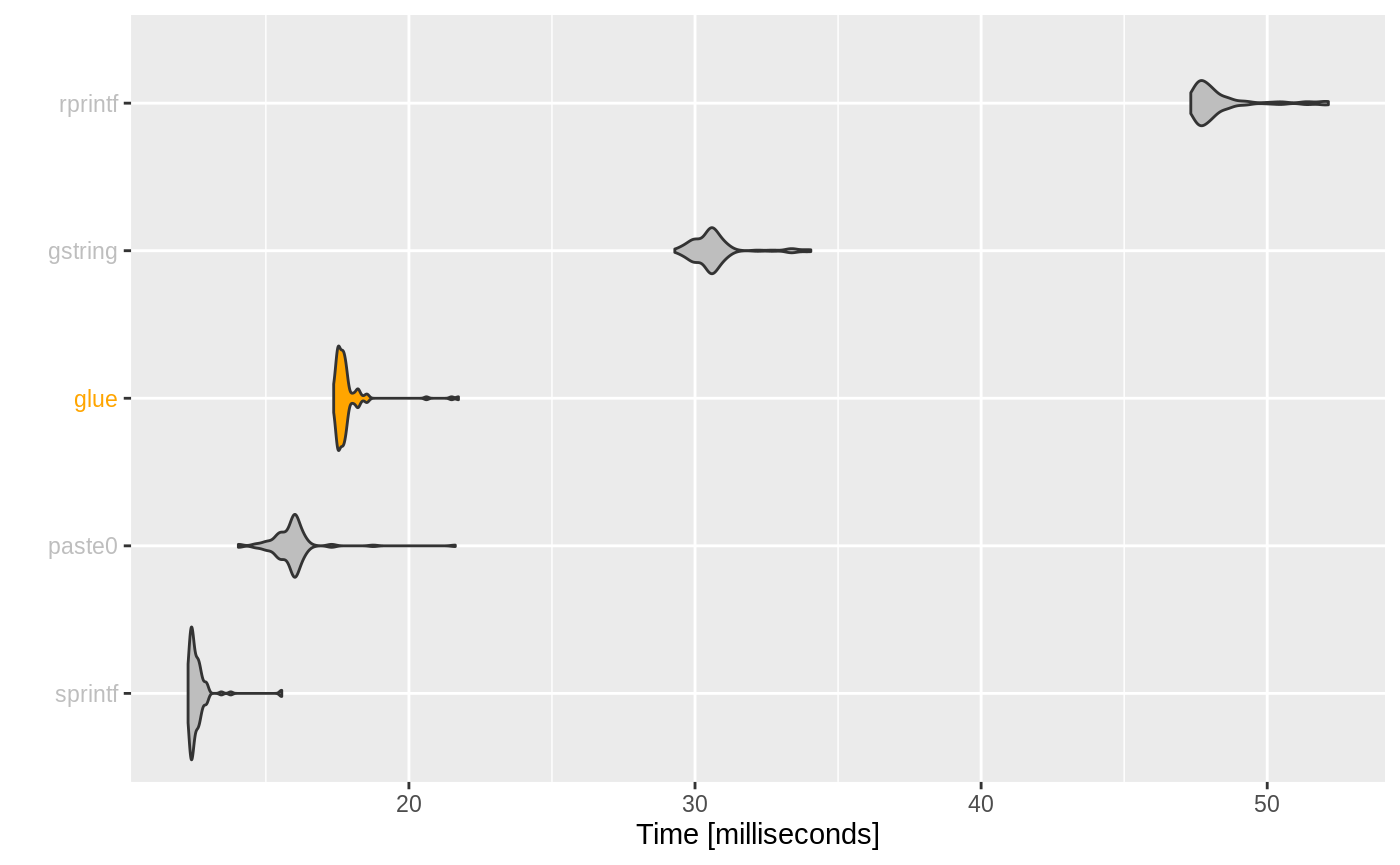 rprintf
gstring
glue
paste0
sprintf
20 30 40 50
Time [milliseconds]